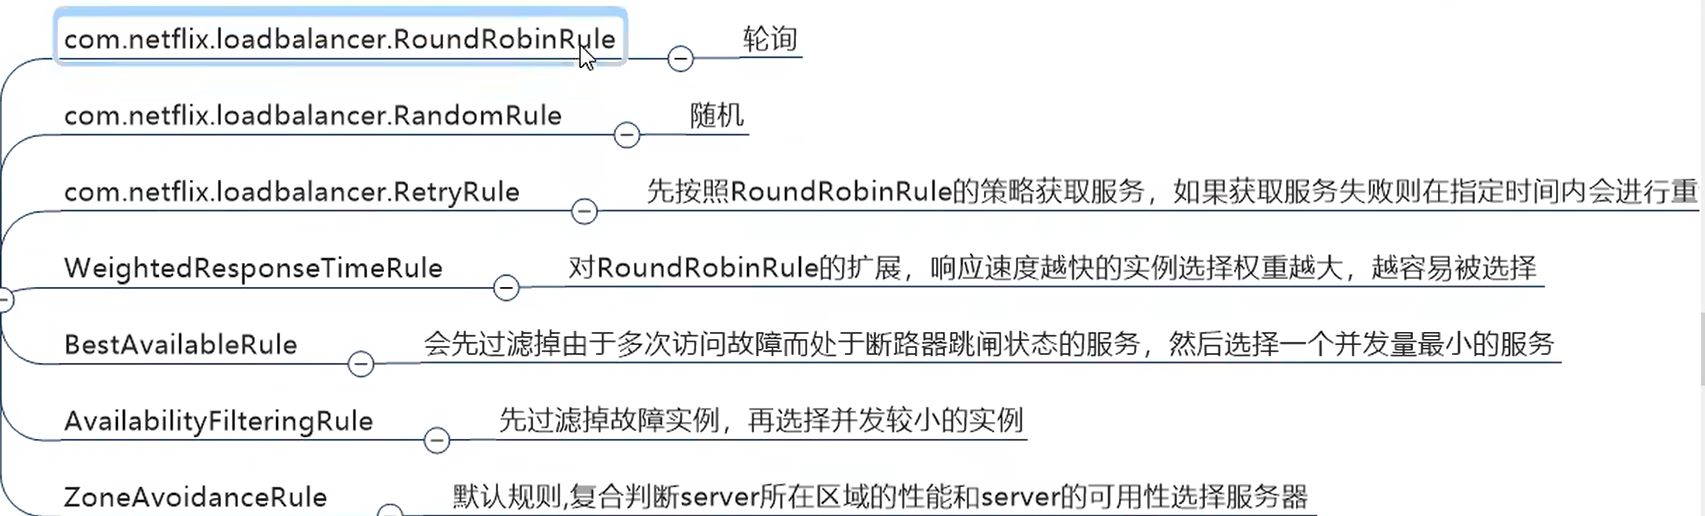 com.netflix.loadbalancer.RoundRobinRule 轮询
com.netflix.loadbalancer.RandomRule 随机
com.netflix.loadbalancer.RetryRule 先按照RoundRobinRule的策略获取服务，如果获取服务失败则在指定时间内会进行重
WeightedResponseTimeRule 对RoundRobinRule的扩展，响应速度越快的实例选择权重越大，越容易被选择
BestAvailableRule 会先过滤掉由于多次访问故障而处于断路器跳闸状态的服务，然后选择一个并发量最小的服务
AvailabilityFilteringRule 先过滤掉故障实例，再选择并发较小的实例
ZoneAvoidanceRule 默认规则,复合判断server所在区域的性能和server的可用性选择服务器